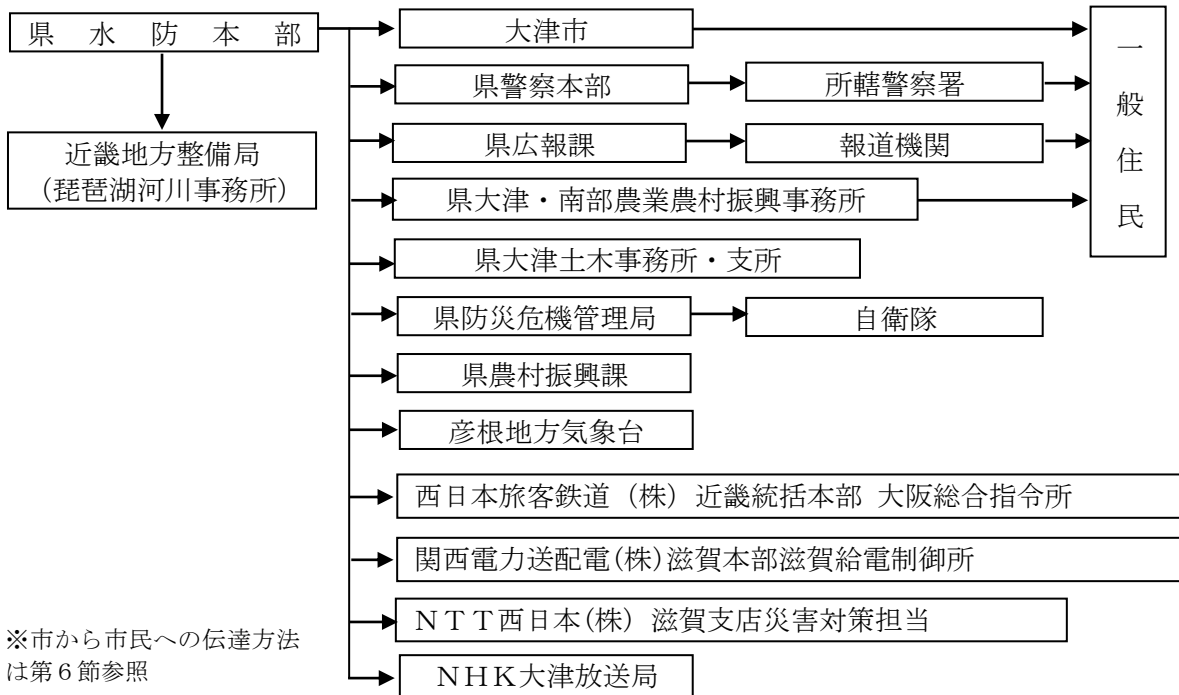 県水防本部
大津市
一般住民
県警察本部
所轄警察署
近畿地方整備局
(琵琶湖河川事務所)
県広報課
報道機関
県大津・南部農業農村振興事務所
県大津土木事務所・支所
県防災危機管理局
自衛隊
県農村振興課
彦根地方気象台
西日本旅客鉄道（株）近畿統括本部 大阪総合指令所
関西電力送配電(株)滋賀本部滋賀給電制御所
ＮＴＴ西日本(株) 滋賀支店災害対策担当
NHK大津放送局
※市から市民への伝達方法
は第６節参照